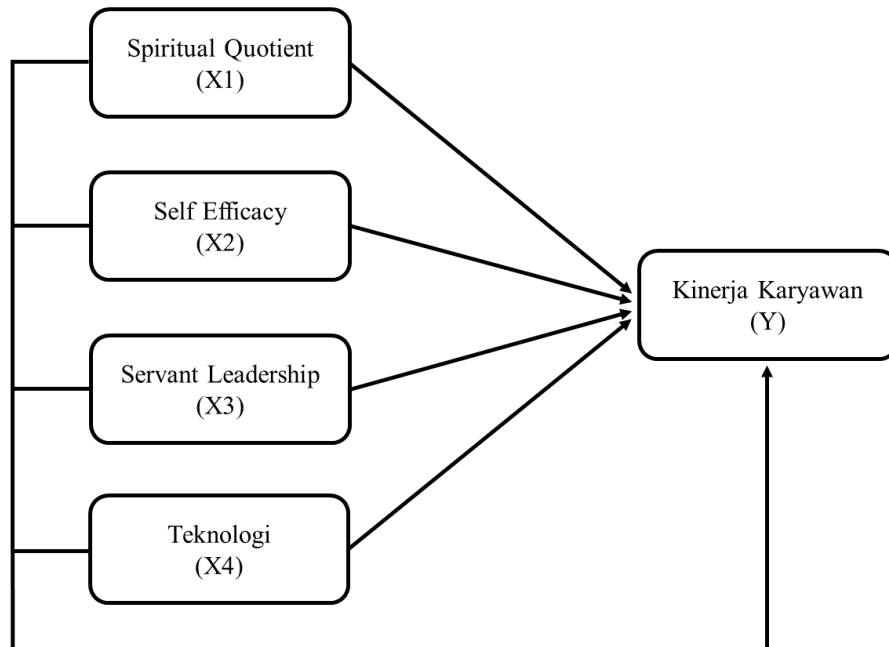 Spiritual Quotient
(X1)
Self Efficacy
(X2)
Servant Leadership
(X3)
Teknologi
(X4)
Kinerja Karyawan
(Y)